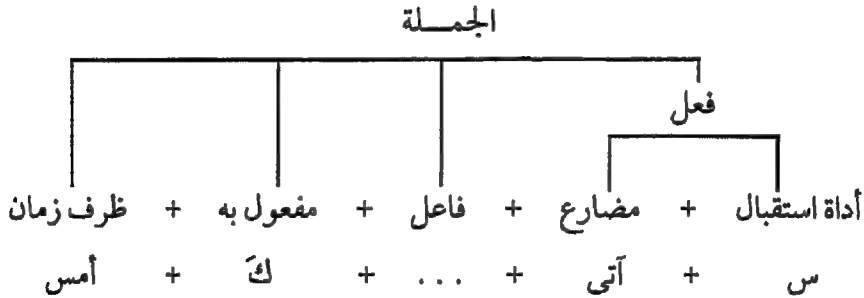 الجملة
فعل
أداة استقبال + مضارع + فاعل + مفعول به + ظرف زمان
س + آتى + ... + كَ + أمس